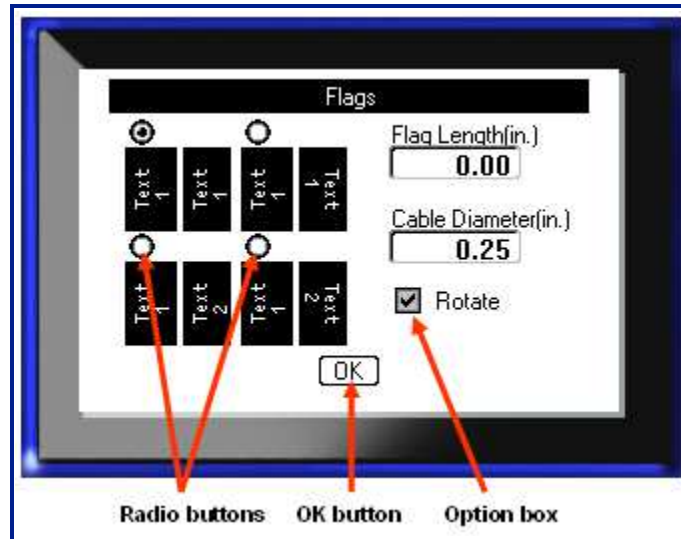 Flags
Flag Length(in.)
0.00
Text 1 Text 1 Text 1 Text 1
Cable Diameter(in.)
0.25
Text 1 Text 2 Text 1 Text 2
Rotate
OK
Radio buttons OK button Option box